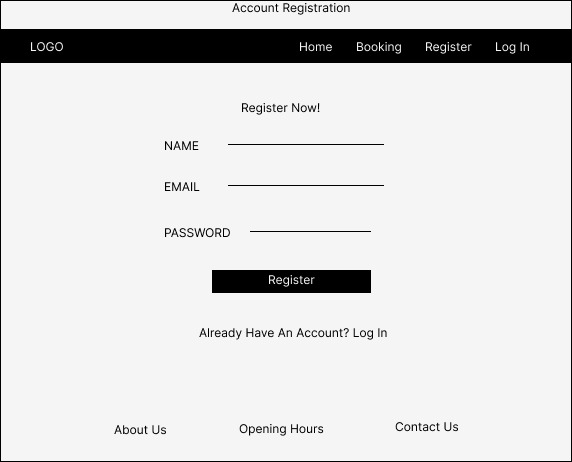 Account Registration
LOGO Home Booking Register Log In
Register Now!
NAME
EMAIL
PASSWORD
Register
Already Have An Account? Log In
About Us Opening Hours Contact Us